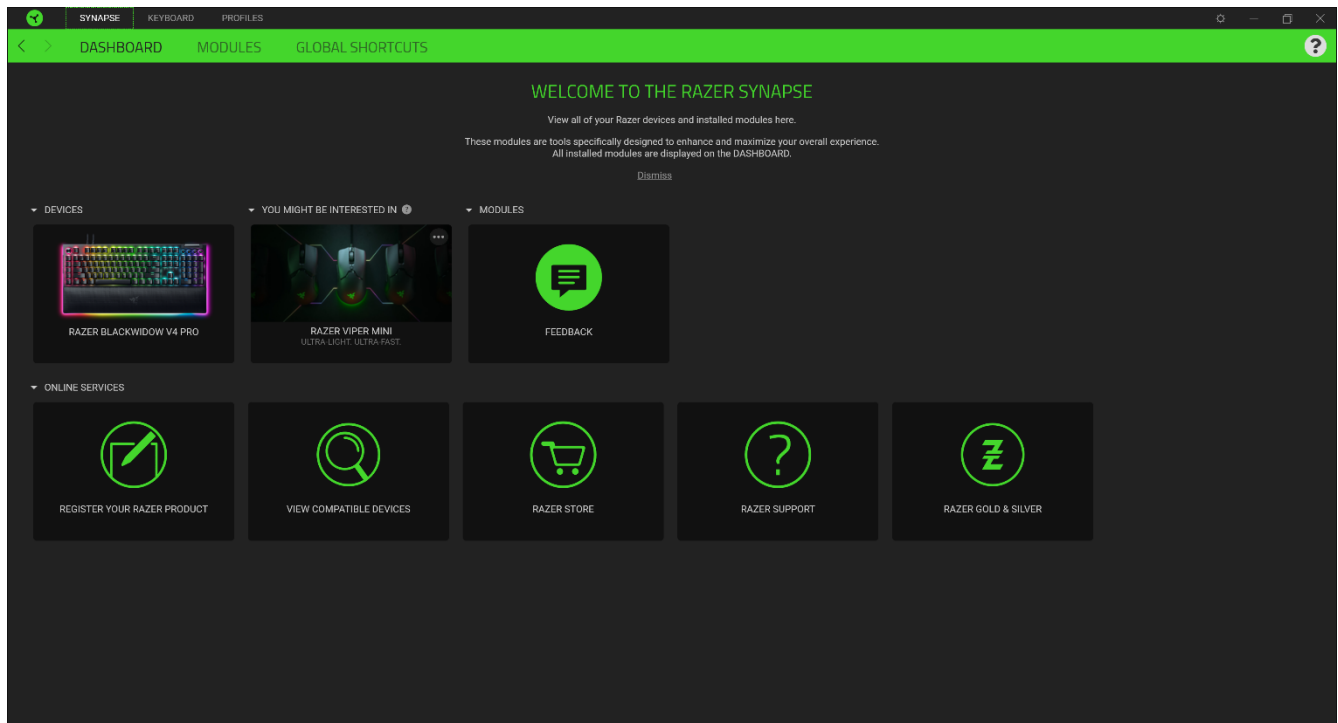 SYNAPSE KEYBOARD PROFILES
DASHBOARD MODULES GLOBAL SHORTCUTS ?
WELCOME TO THE RAZER SYNAPSE
View all of your Razer devices and installed modules here.
These modules are tools specifically designed to enhance and maximize your overall experience.
All installed modules are displayed on the DASHBOARD.
Dismiss
DEVICES
YOU MIGHT BE INTERESTED IN ?
MODULES
RAZER BLACKWIDOW V4 PRO
RAZER VIPER MINI
ULTRA-LIGHT. ULTRA-FAST.
FEEDBACK
ONLINE SERVICES
REGISTER YOUR RAZER PRODUCT
VIEW COMPATIBLE DEVICES
RAZER STORE
RAZER SUPPORT
RAZER GOLD & SILVER